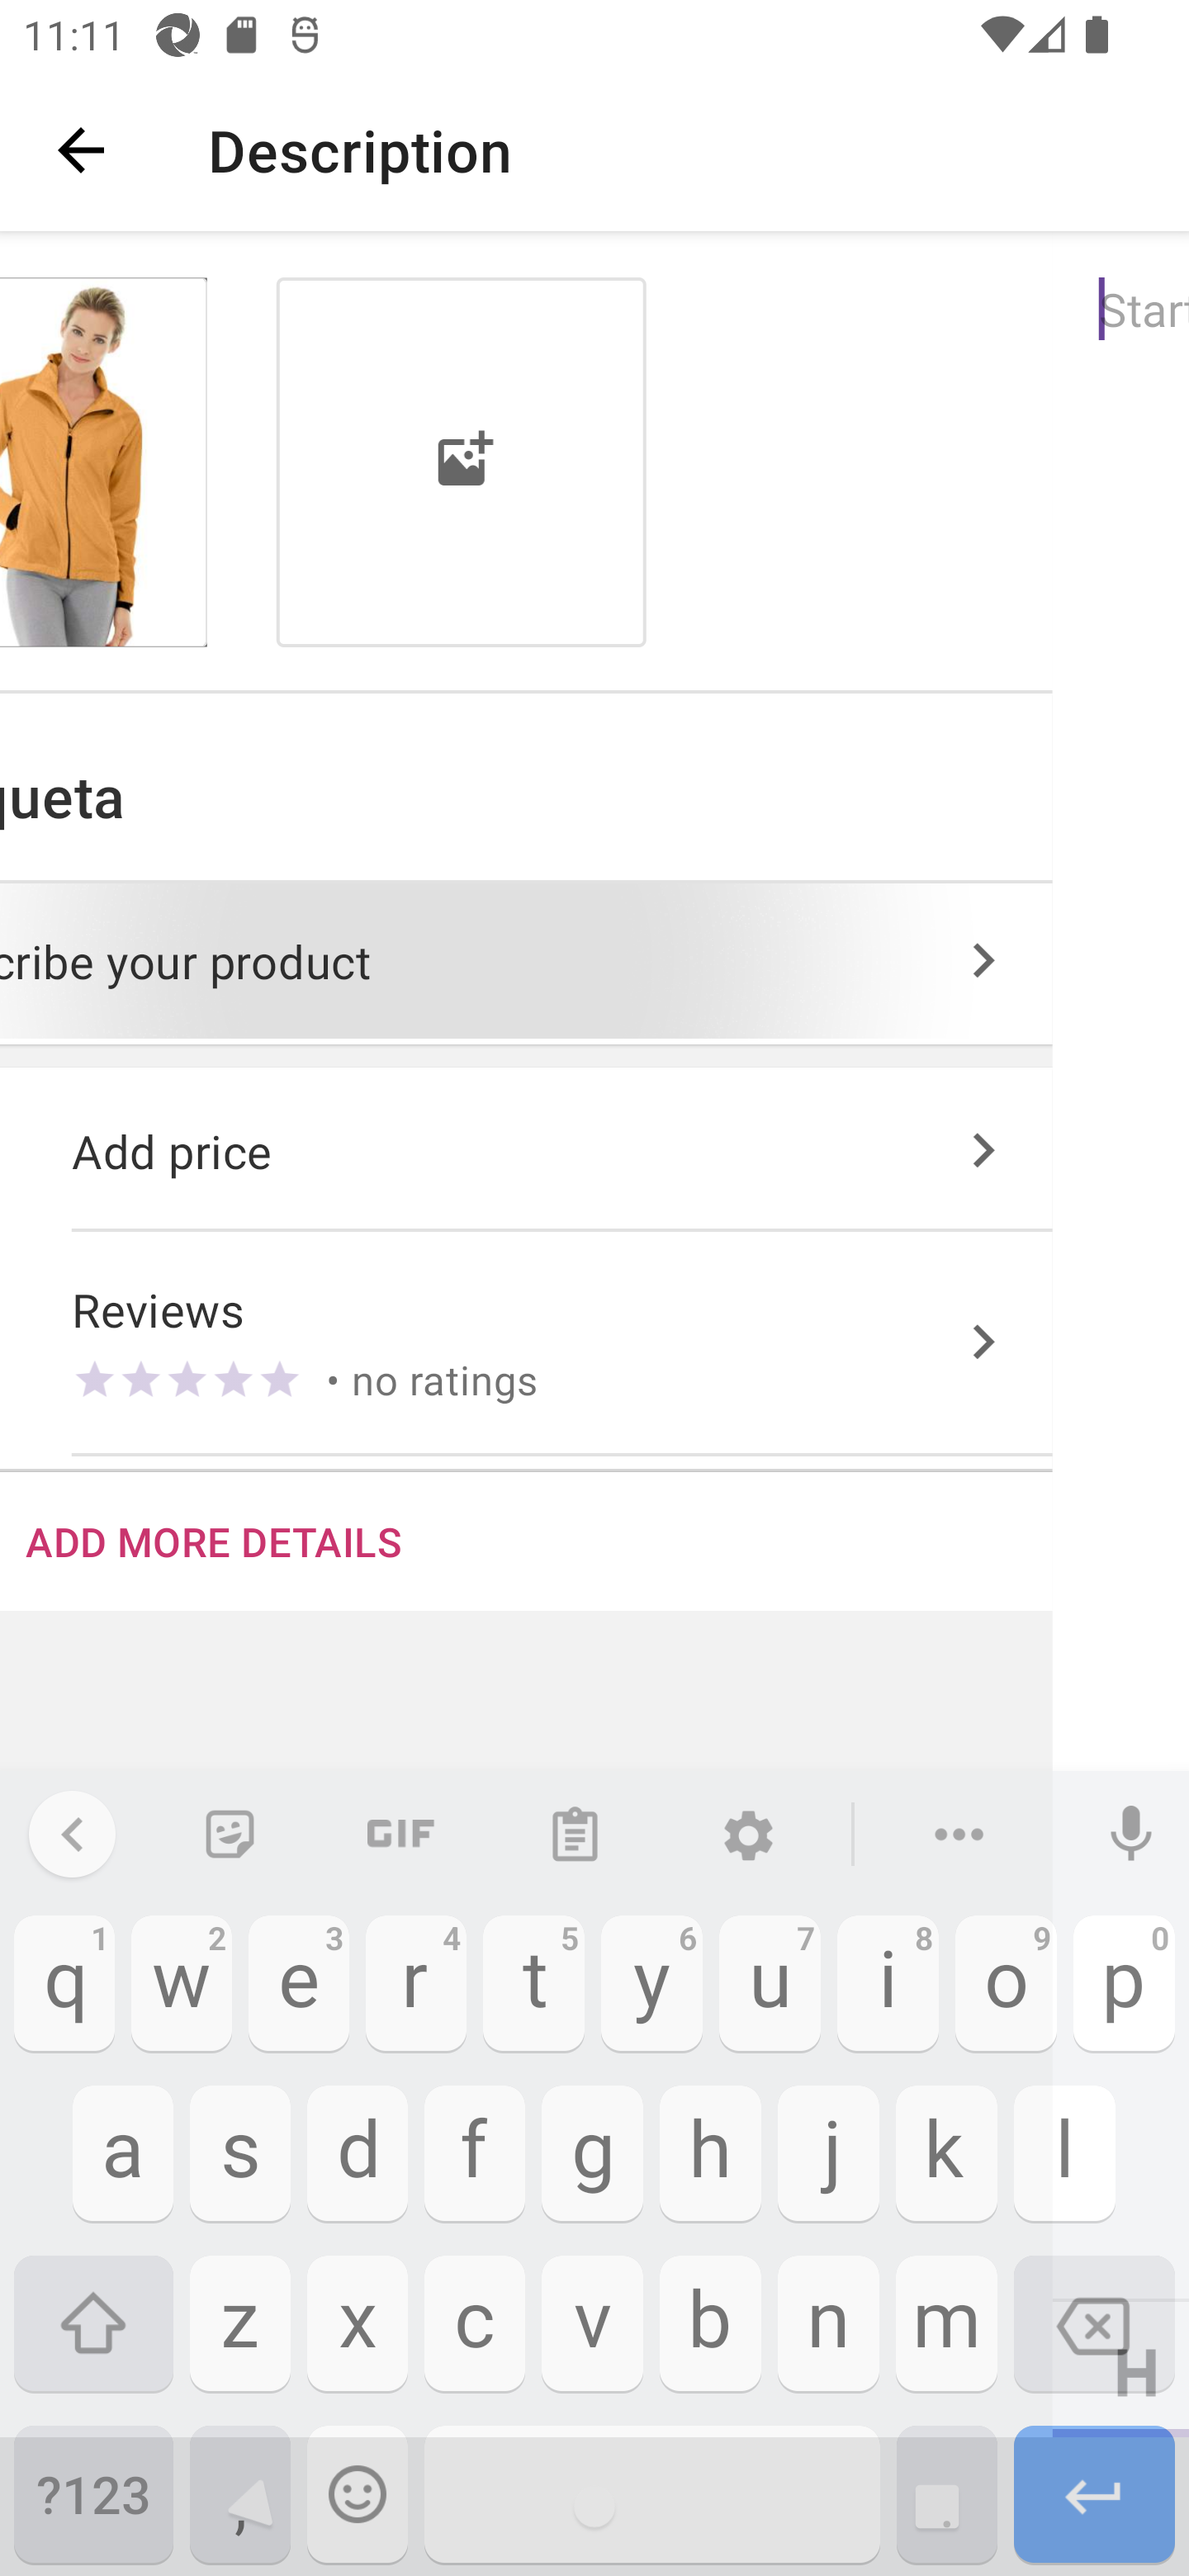 11:11
Description
Start
queta
cribe your product
Add price
Reviews
• no ratings
ADD MORE DETAILS
GIF
1 2 3 4 5 6 7 8 9 0
q w e r t y u i o p
a s d f g h j k l
z x c v b n m
H
?123 , .